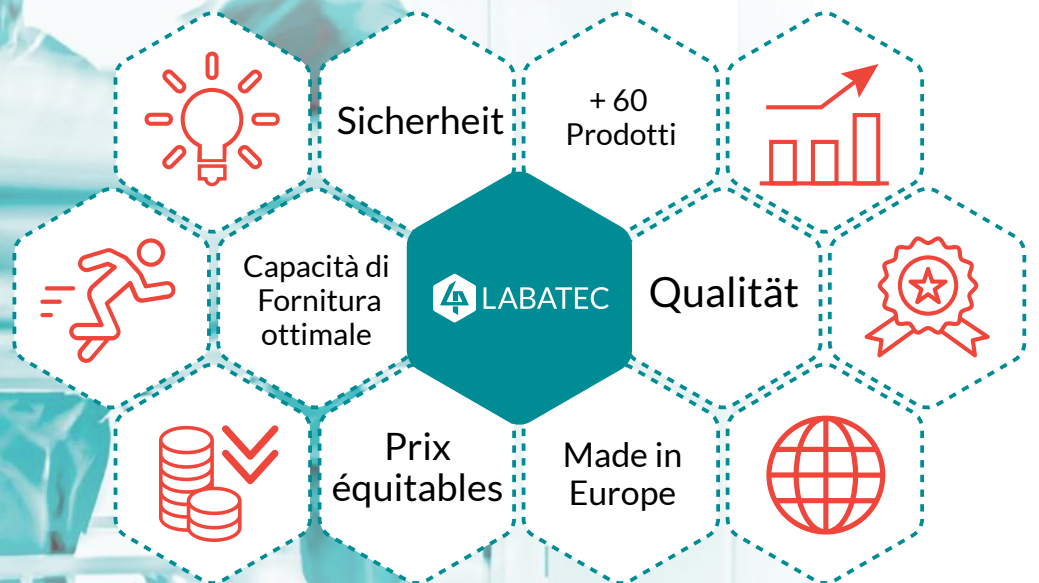 Sicherheit
+ 60
Prodotti
Capacità di
Fornitura
ottimale
LABATEC
Qualität
Prix
équitables
Made in
Europe